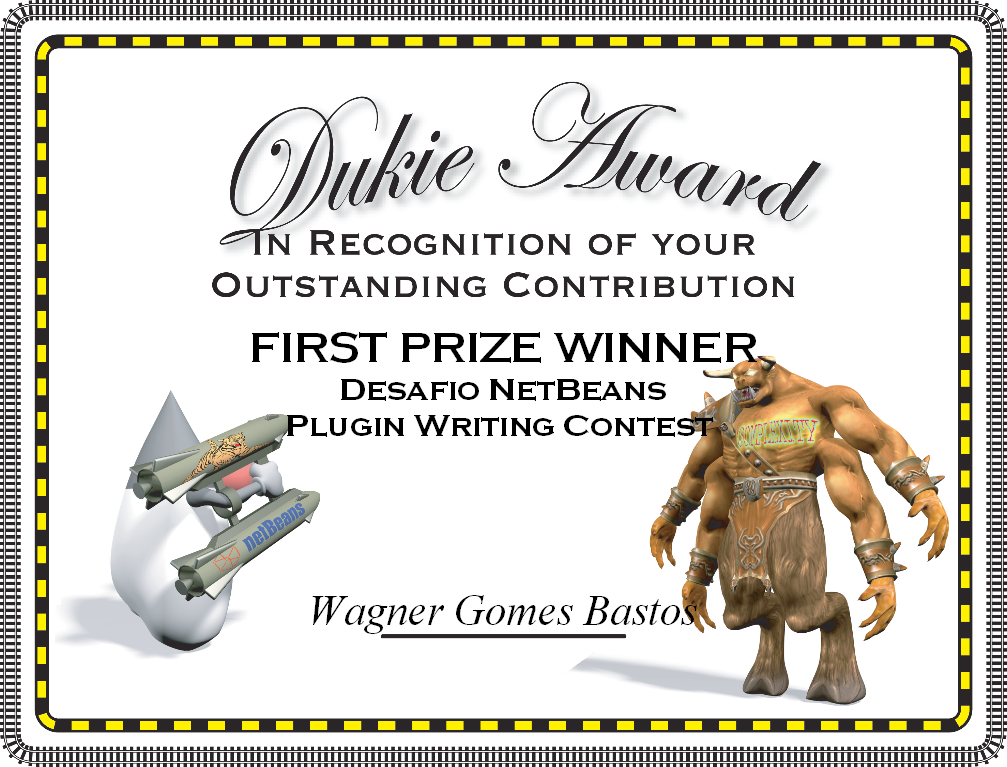 Dukie Award
In Recognition of your
Outstanding Contribution
FIRST PRIZE WINNER
Desafio NetBeans
Plugin Writing Contest
COMPLEXITY
netBeans
Wagner Gomes Bastos